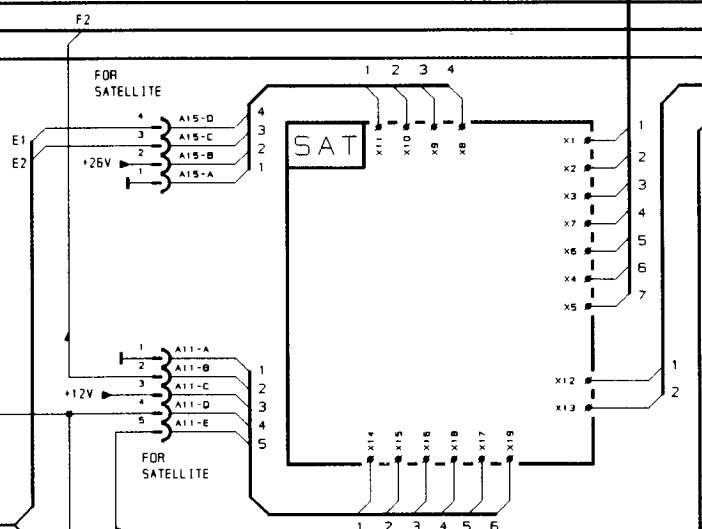 F2
FOR
SATELLITE
1 2 3 4
4 A15-D 4
3 A15-C 3
2 A15-B 2
1 A15-A 1
E1
E2
+26V
SAT
X11 X10 X9 X8
X1 1
X2 2
X3 3
X7 4
X6 5
X4 6
X5 7
1 A11-A 1
2 A11-B 2
3 A11-C 3
4 A11-D 4
5 A11-E 5
+12V
X12 1
X13 2
X14 X15 X16 X18 X17 X19
FOR
SATELLITE
1 2 3 4 5 6